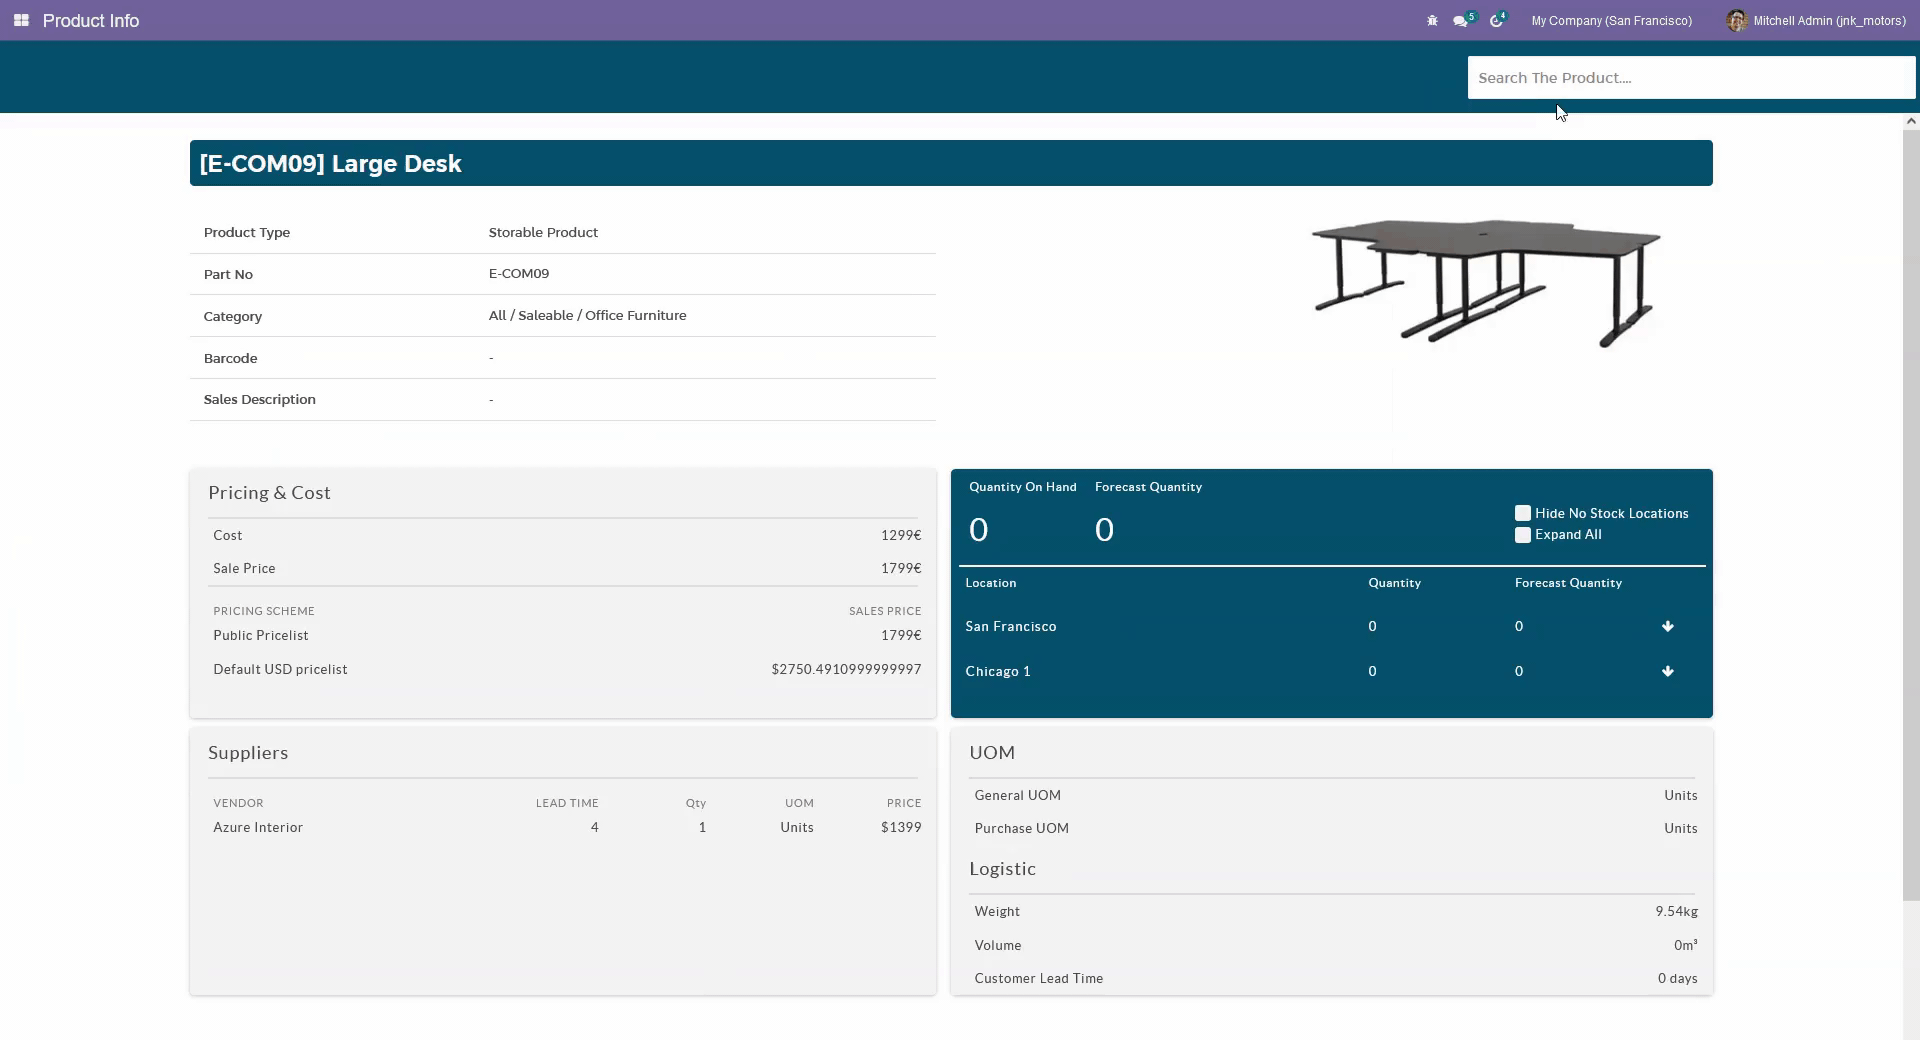 Product Info
5
4
My Company (San Francisco)
Mitchell Admin (jnk_motors)
Search The Product....
[E-COM09] Large Desk
Product Type Storable Product
Part No E-COM09
Category All / Saleable / Office Furniture
Barcode -
Sales Description -
Pricing & Cost
Cost 1299€
Sale Price 1799€
PRICING SCHEME SALES PRICE
Public Pricelist 1799€
Default USD pricelist $2750.4910999999997
Quantity On Hand Forecast Quantity
0 0
Hide No Stock Locations
Expand All
Location Quantity Forecast Quantity
San Francisco 0 0
Chicago 1 0 0
Suppliers
VENDOR LEAD TIME Qty UOM PRICE
Azure Interior 4 1 Units $1399
UOM
General UOM Units
Purchase UOM Units
Logistic
Weight 9.54kg
Volume 0m³
Customer Lead Time 0 days